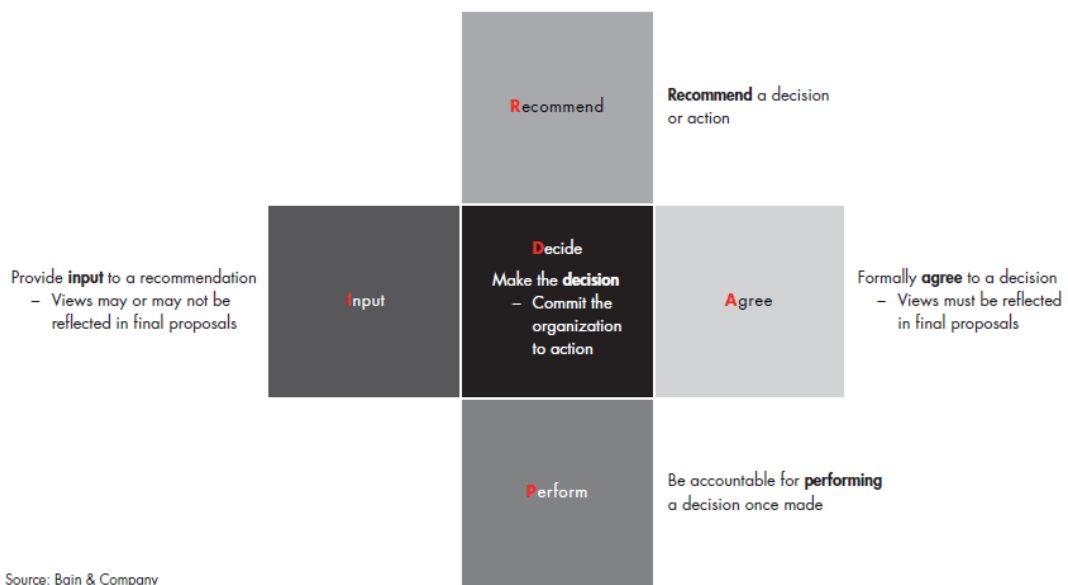 Recommend
Recommend a decision
or action
Provide input to a recommendation
– Views may or may not be
reflected in final proposals
Input
Decide
Make the decision
– Commit the
organization
to action
Agree
Formally agree to a decision
– Views must be reflected
in final proposals
Perform
Be accountable for performing
a decision once made
Source: Bain & Company